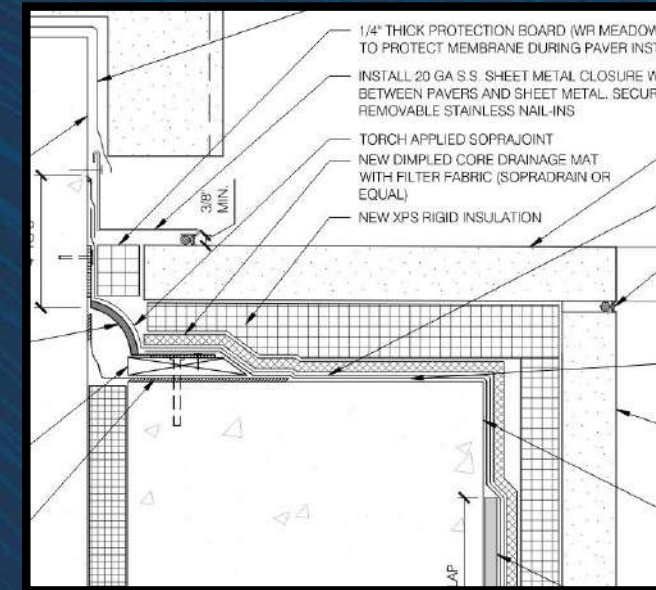 1/4" THICK PROTECTION BOARD (WR MEADOW
TO PROTECT MEMBRANE DURING PAVER INST
INSTALL 20 GA S.S. SHEET METAL CLOSURE W
BETWEEN PAVERS AND SHEET METAL. SECUR
REMOVABLE STAINLESS NAIL-INS
TORCH APPLIED SOPRAJOINT
NEW DIMPLED CORE DRAINAGE MAT
WITH FILTER FABRIC (SOPRADRAIN OR
EQUAL)
NEW XPS RIGID INSULATION
3/8'
MIN.
LAP